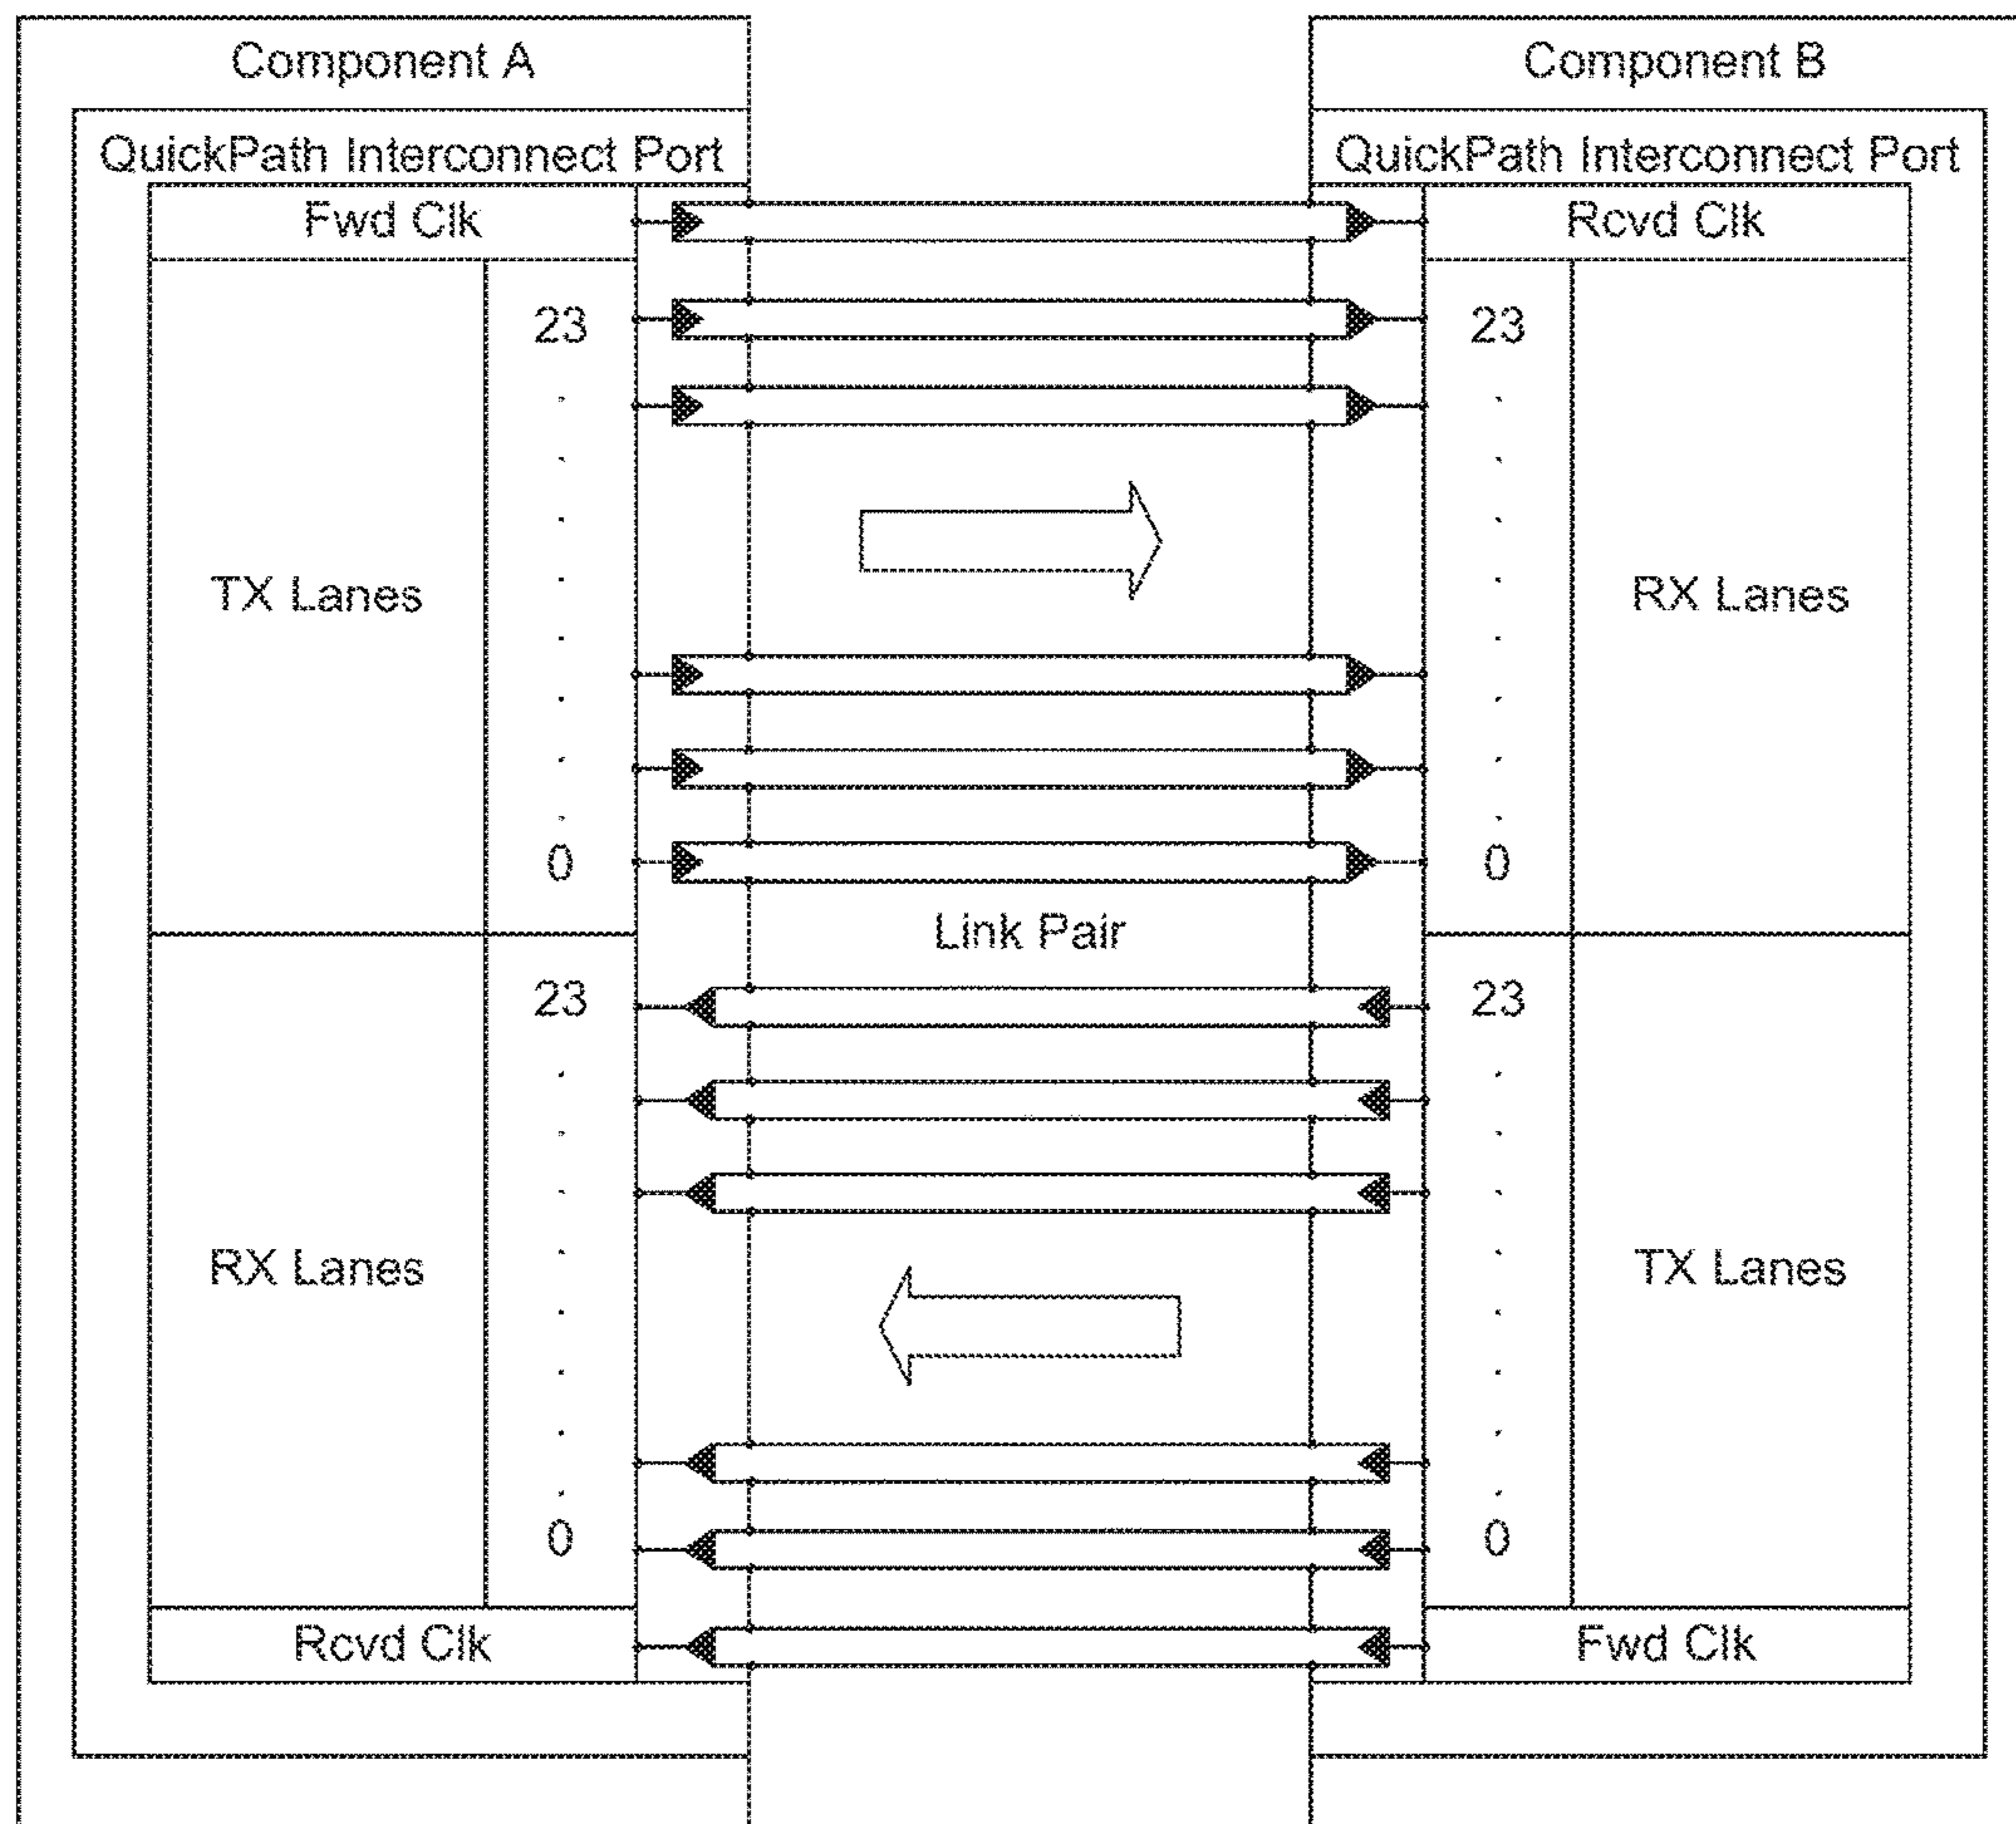 Component A
Component B
QuickPath Interconnect Port
QuickPath Interconnect Port
Fwd Clk
Rcvd Clk
23
23
TX Lanes
RX Lanes
0
0
Link Pair
23
23
RX Lanes
TX Lanes
0
0
Rcvd Clk
Fwd Clk